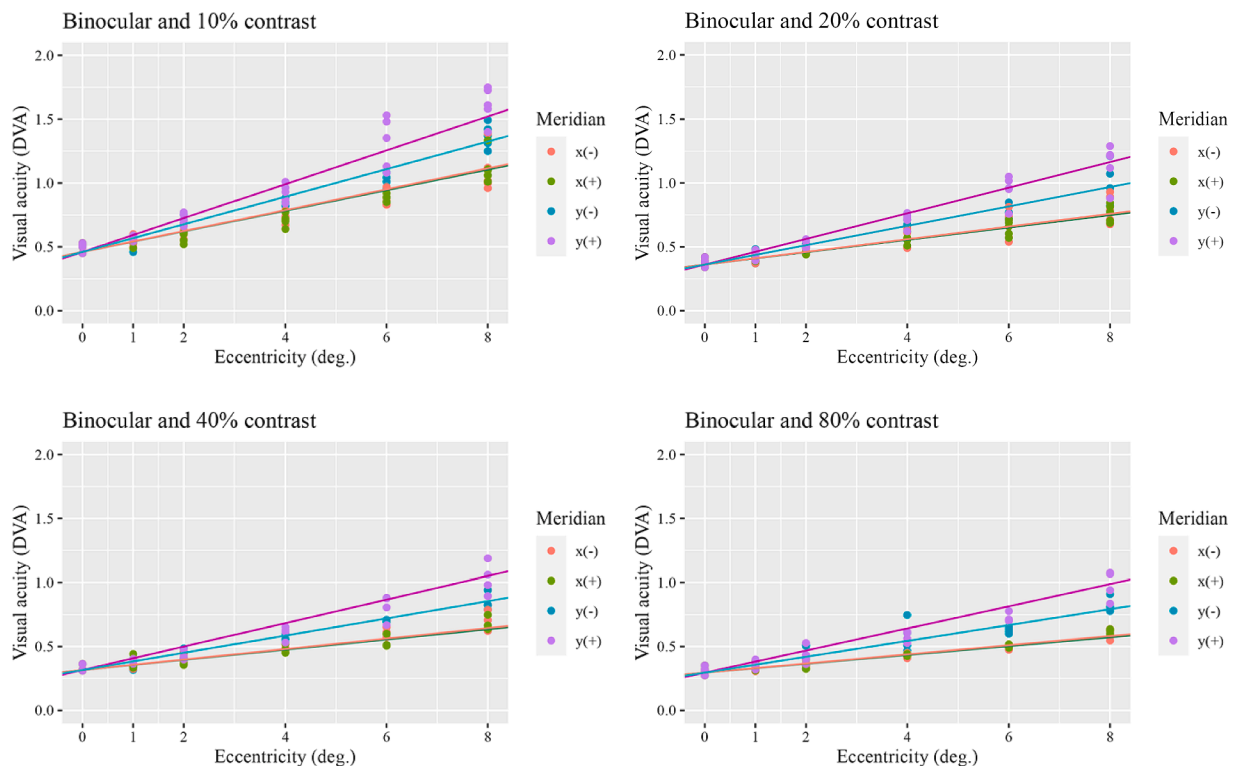 Binocular and 10% contrast
Visual acuity (DVA)
2.0
1.5
1.0
0.5
0.0
0 1 2 4 6 8
Eccentricity (deg.)
Meridian
x(-)
x(+)
y(-)
y(+)
Binocular and 20% contrast
Visual acuity (DVA)
2.0
1.5
1.0
0.5
0.0
0 1 2 4 6 8
Eccentricity (deg.)
Meridian
x(-)
x(+)
y(-)
y(+)
Binocular and 40% contrast
Visual acuity (DVA)
2.0
1.5
1.0
0.5
0.0
0 1 2 4 6 8
Eccentricity (deg.)
Meridian
x(-)
x(+)
y(-)
y(+)
Binocular and 80% contrast
Visual acuity (DVA)
2.0
1.5
1.0
0.5
0.0
0 1 2 4 6 8
Eccentricity (deg.)
Meridian
x(-)
x(+)
y(-)
y(+)